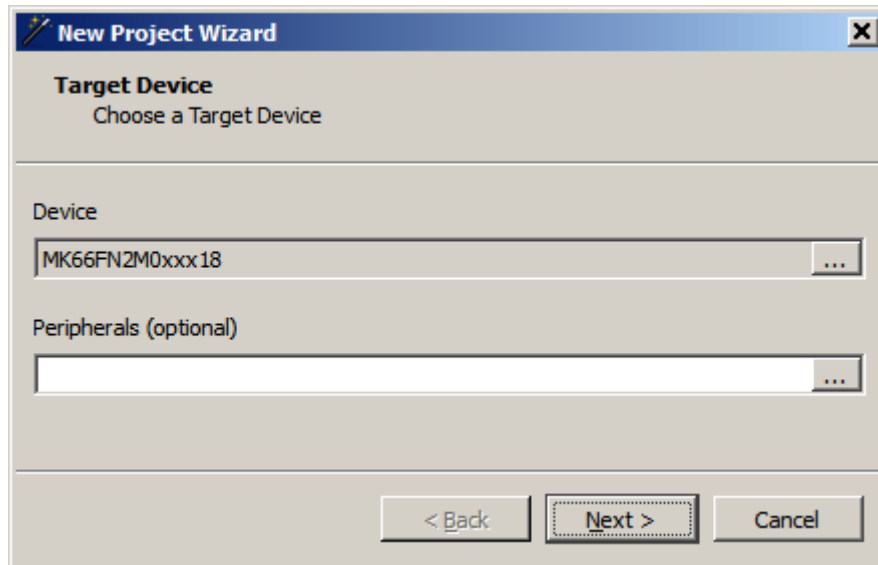 New Project Wizard
Target Device
Choose a Target Device
Device
MK66FN2M0xxx18
...
Peripherals (optional)
...
< Back
Next >
Cancel